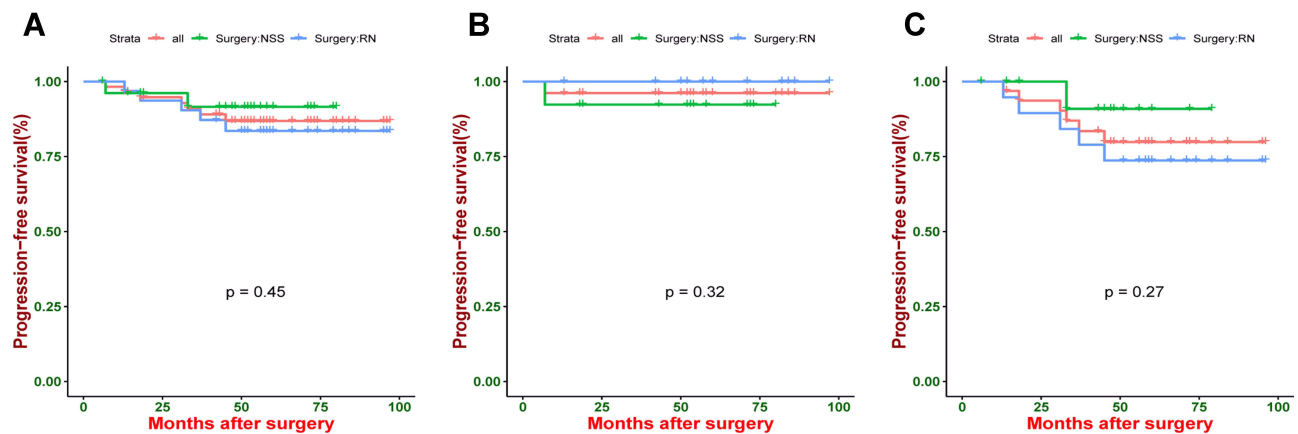 A
Strata all Surgery:NSS Surgery:RN
Progression−free survival(%)
1.00
0.75
0.50
0.25
0.00
p = 0.45
0 25 50 75 100
Months after surgery
B
Strata all Surgery:NSS Surgery:RN
Progression−free survival(%)
1.00
0.75
0.50
0.25
0.00
p = 0.32
0 25 50 75 100
Months after surgery
C
Strata all Surgery:NSS Surgery:RN
Progression−free survival(%)
1.00
0.75
0.50
0.25
0.00
p = 0.27
0 25 50 75 100
Months after surgery